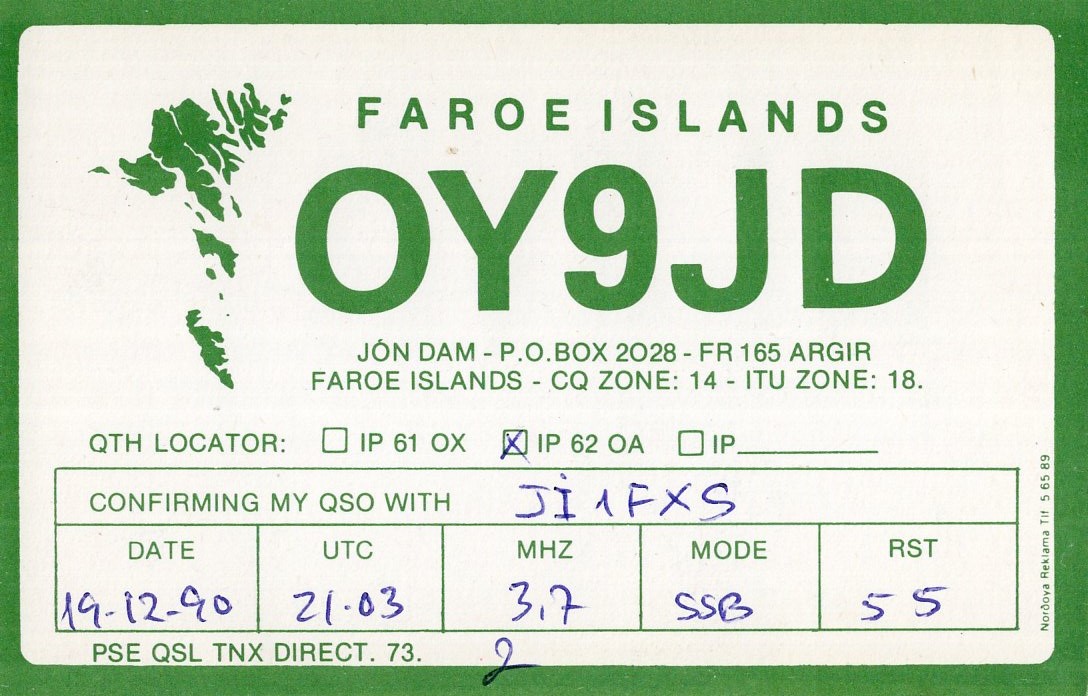 FAROE ISLANDS
OY9JD
JÓN DAM - P.O.BOX 2028 - FR 165 ARGIR
FAROE ISLANDS - CQ ZONE: 14 - ITU ZONE: 18.
QTH LOCATOR: ☐ IP 61 OX ☒ IP 62 OA ☐ IP__________
CONFIRMING MY QSO WITH JI1FXS
DATE UTC MHZ MODE RST
19-12-90 21.03 3,7 SSB 55
PSE QSL TNX DIRECT. 73. 2
Norðoya Reklama Tlf 5 65 89